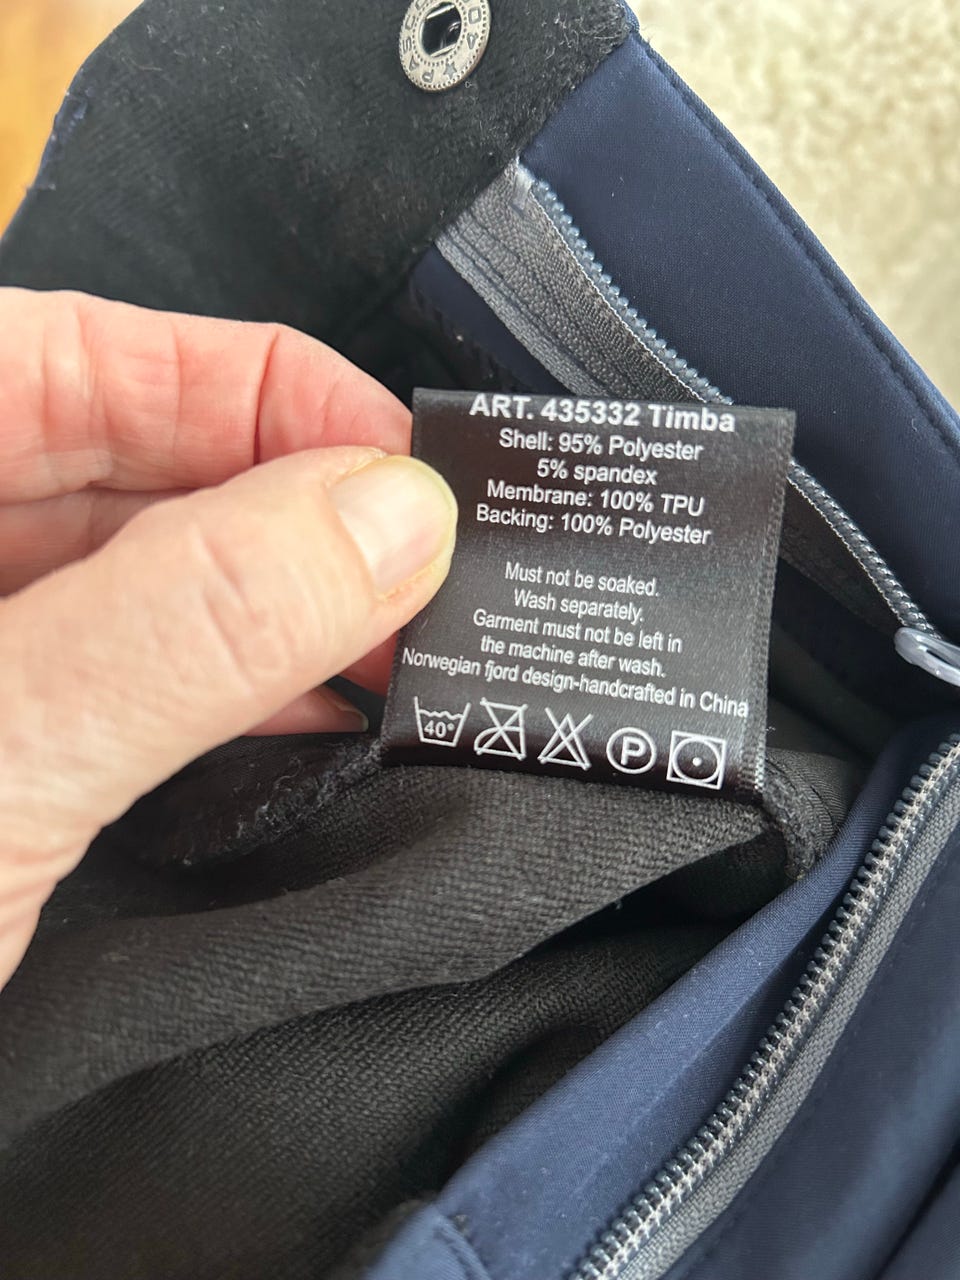 ART. 435332 Timba
Shell: 95% Polyester
5% spandex
Membrane: 100% TPU
Backing: 100% Polyester
Must not be soaked.
Wash separately.
Garment must not be left in
the machine after wash.
Norwegian fjord design-handcrafted in China
40°
P